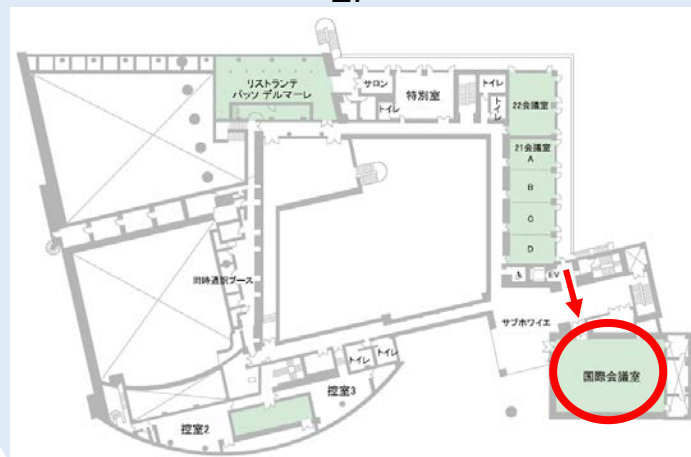 リストランテ
パッソ デルマーレ
サロン
特別室
トイレ
トイレ
トイレ
22会議室
21会議室
A
B
C
D
EV
同時通訳ブース
サブホワイエ
国際会議室
トイレ
トイレ
控室3
控室2